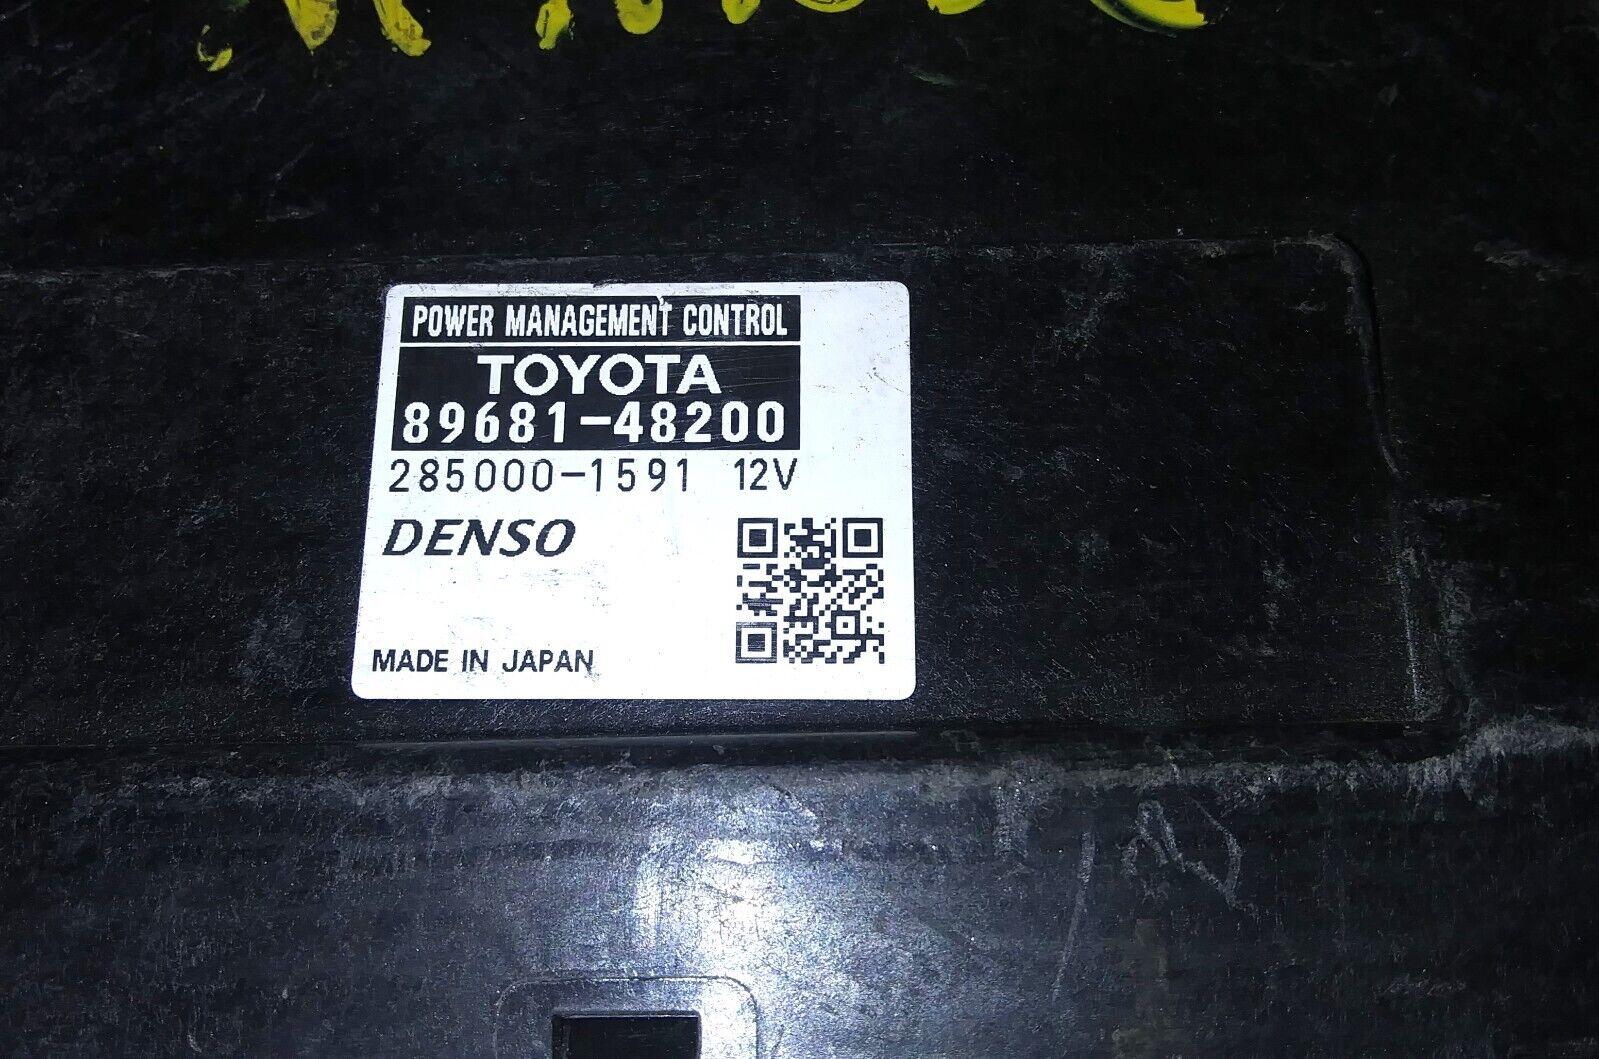 POWER MANAGEMENT CONTROL
TOYOTA
89681-48200
285000-1591 12V
DENSO
MADE IN JAPAN